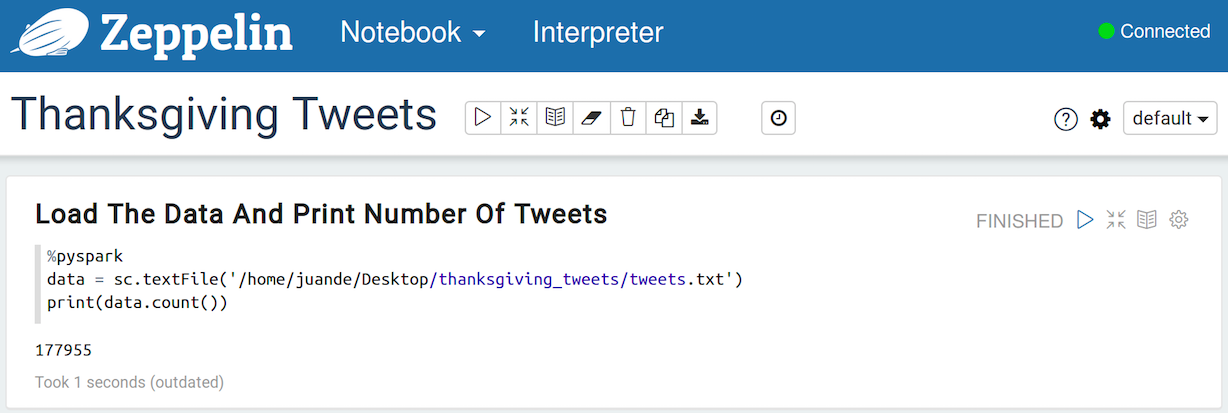 Zeppelin Notebook Interpreter Connected
Thanksgiving Tweets default
Load The Data And Print Number Of Tweets
FINISHED
%pyspark
data = sc.textFile('/home/juande/Desktop/thanksgiving_tweets/tweets.txt')
print(data.count())
177955
Took 1 seconds (outdated)